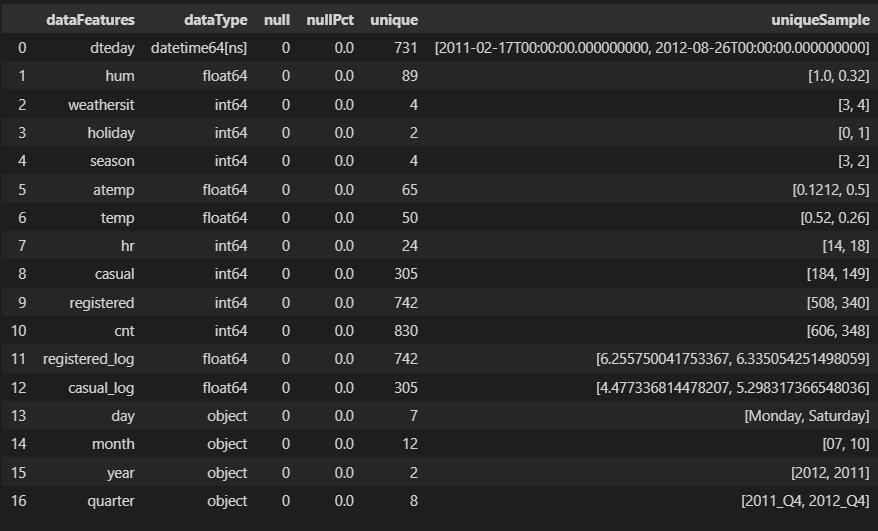 dataFeatures dataType null nullPct unique uniqueSample
0 dteday datetime64[ns] 0 0.0 731 [2011-02-17T00:00:00.000000000, 2012-08-26T00:00:00.000000000]
1 hum float64 0 0.0 89 [1.0, 0.32]
2 weathersit int64 0 0.0 4 [3, 4]
3 holiday int64 0 0.0 2 [0, 1]
4 season int64 0 0.0 4 [3, 2]
5 atemp float64 0 0.0 65 [0.1212, 0.5]
6 temp float64 0 0.0 50 [0.52, 0.26]
7 hr int64 0 0.0 24 [14, 18]
8 casual int64 0 0.0 305 [184, 149]
9 registered int64 0 0.0 742 [508, 340]
10 cnt int64 0 0.0 830 [606, 348]
11 registered_log float64 0 0.0 742 [6.255750041753367, 6.335054251498059]
12 casual_log float64 0 0.0 305 [4.477336814478207, 5.298317366548036]
13 day object 0 0.0 7 [Monday, Saturday]
14 month object 0 0.0 12 [07, 10]
15 year object 0 0.0 2 [2012, 2011]
16 quarter object 0 0.0 8 [2011_Q4, 2012_Q4]